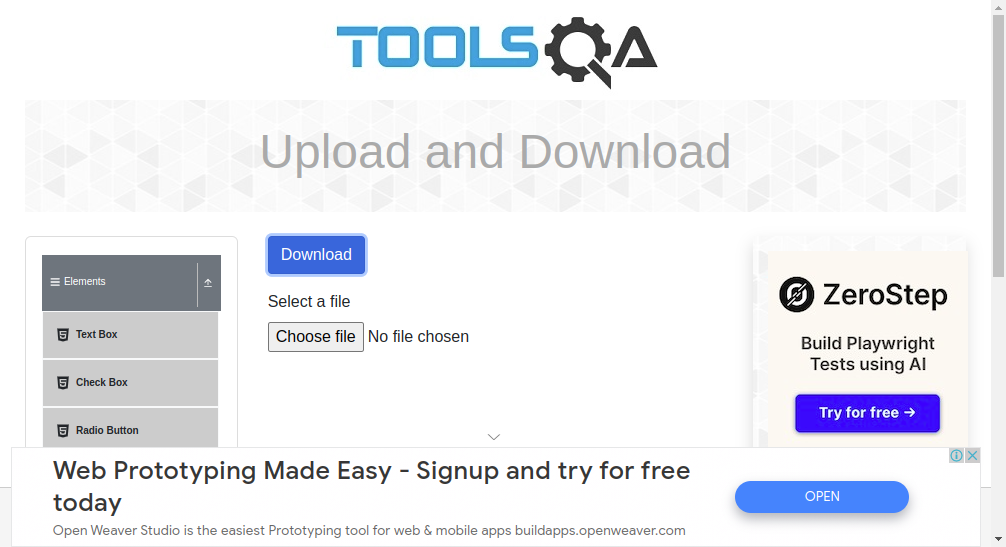 TOOLSQA
Upload and Download
Elements
Text Box
Check Box
Radio Button
Download
Select a file
Choose file No file chosen
ZeroStep
Build Playwright
Tests using AI
Try for free →
Web Prototyping Made Easy - Signup and try for free
today
Open Weaver Studio is the easiest Prototyping tool for web & mobile apps buildapps.openweaver.com
OPEN